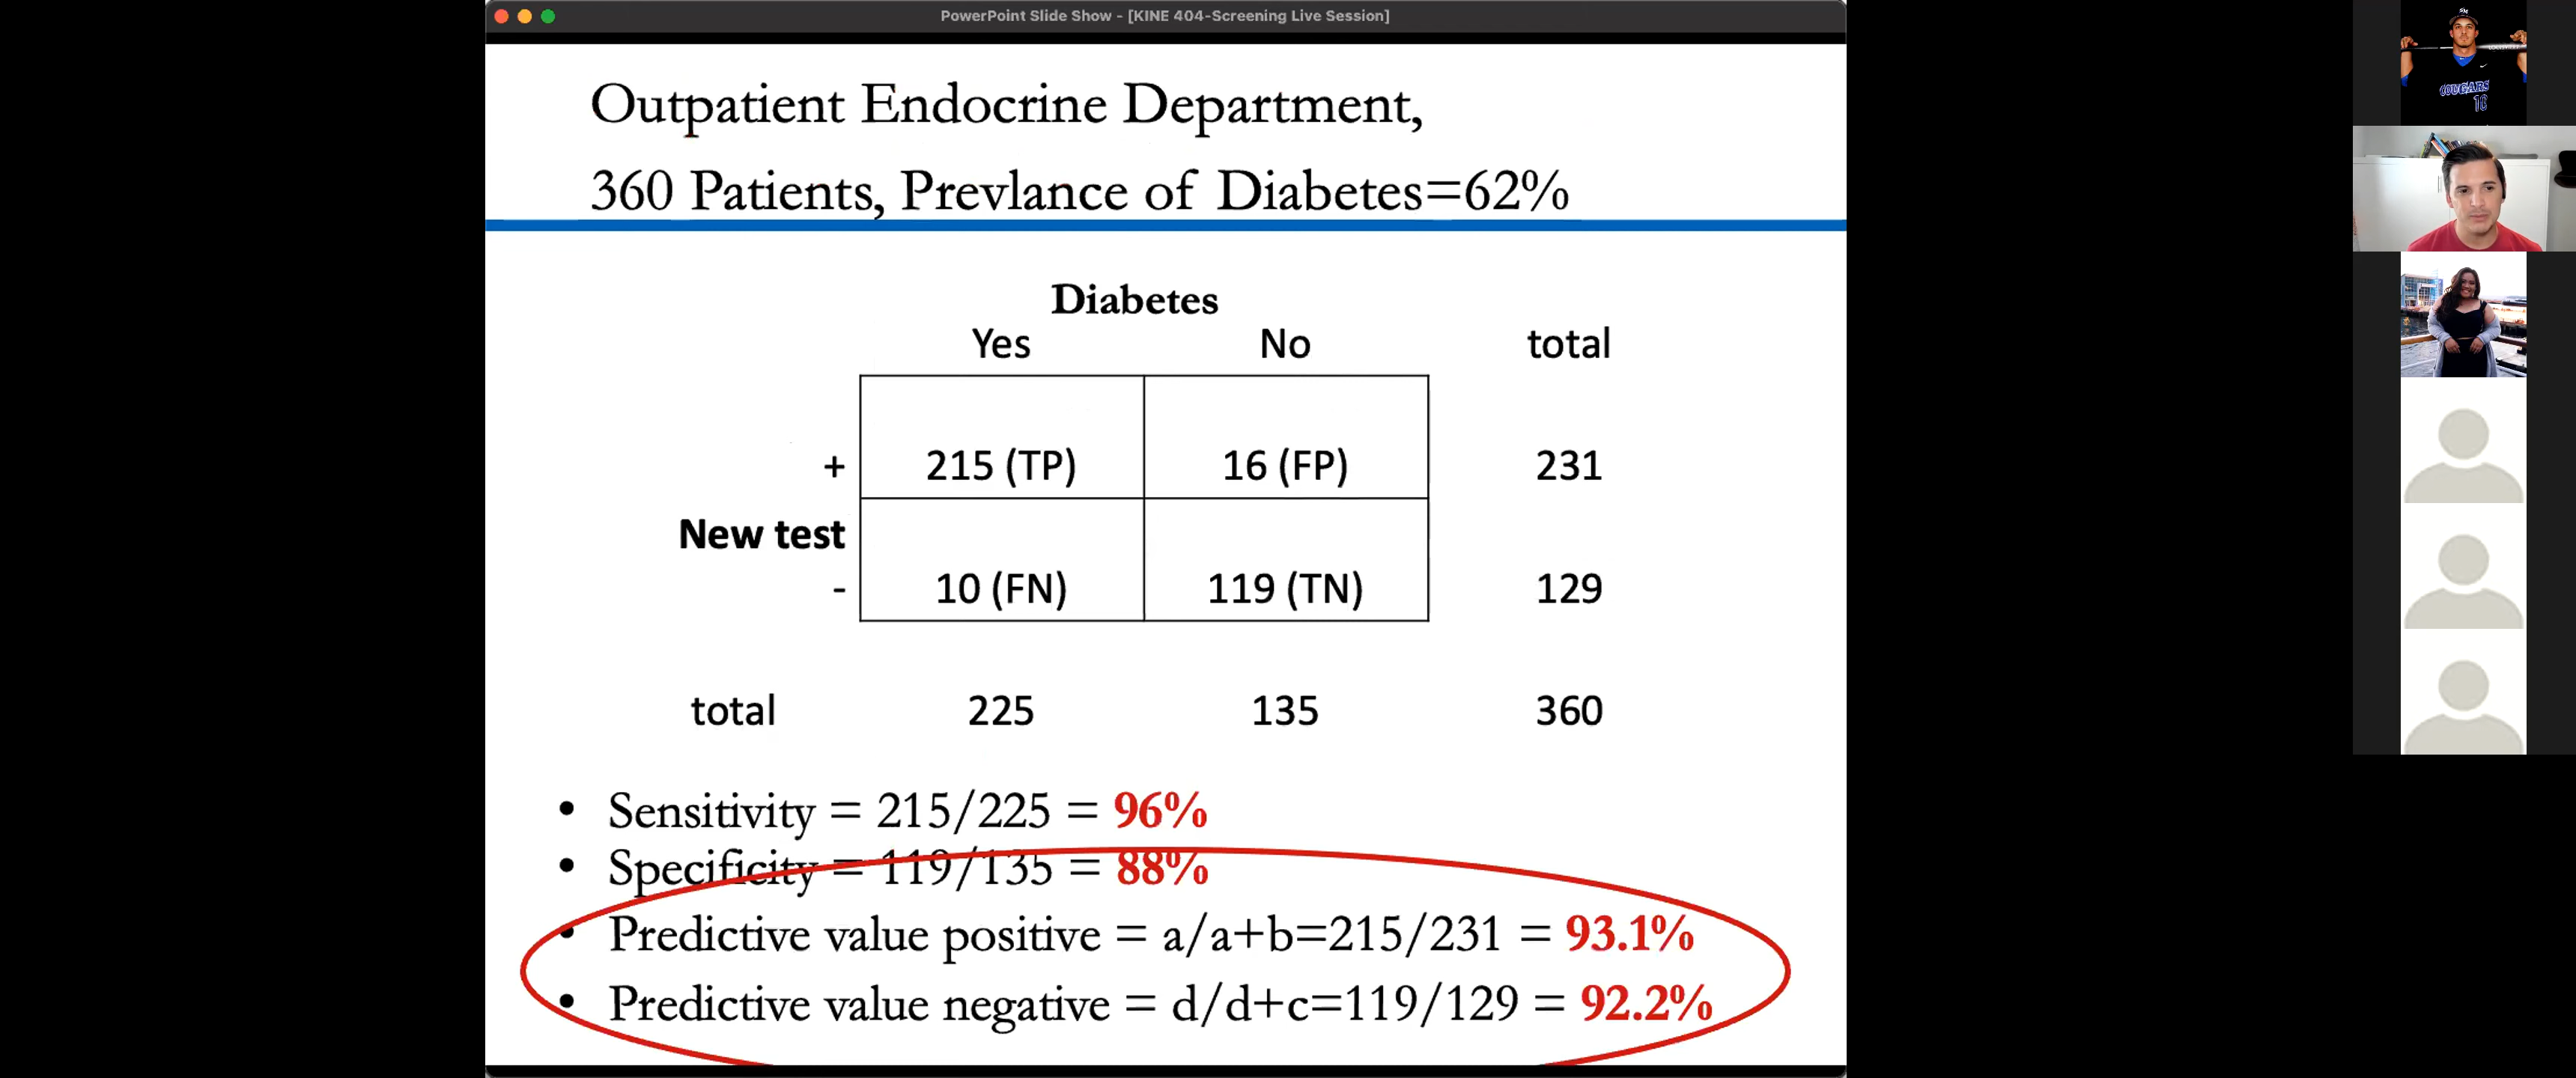 PowerPoint Slide Show - [KINE 404-Screening Live Session]
Outpatient Endocrine Department,
360 Patients, Prevlance of Diabetes=62%
Diabetes
Yes No total
+ 215 (TP) 16 (FP) 231
New test
- 10 (FN) 119 (TN) 129
total 225 135 360
• Sensitivity = 215/225 = 96%
• Specificity = 119/135 = 88%
• Predictive value positive = a/a+b=215/231 = 93.1%
• Predictive value negative = d/d+c=119/129 = 92.2%
COUGARS